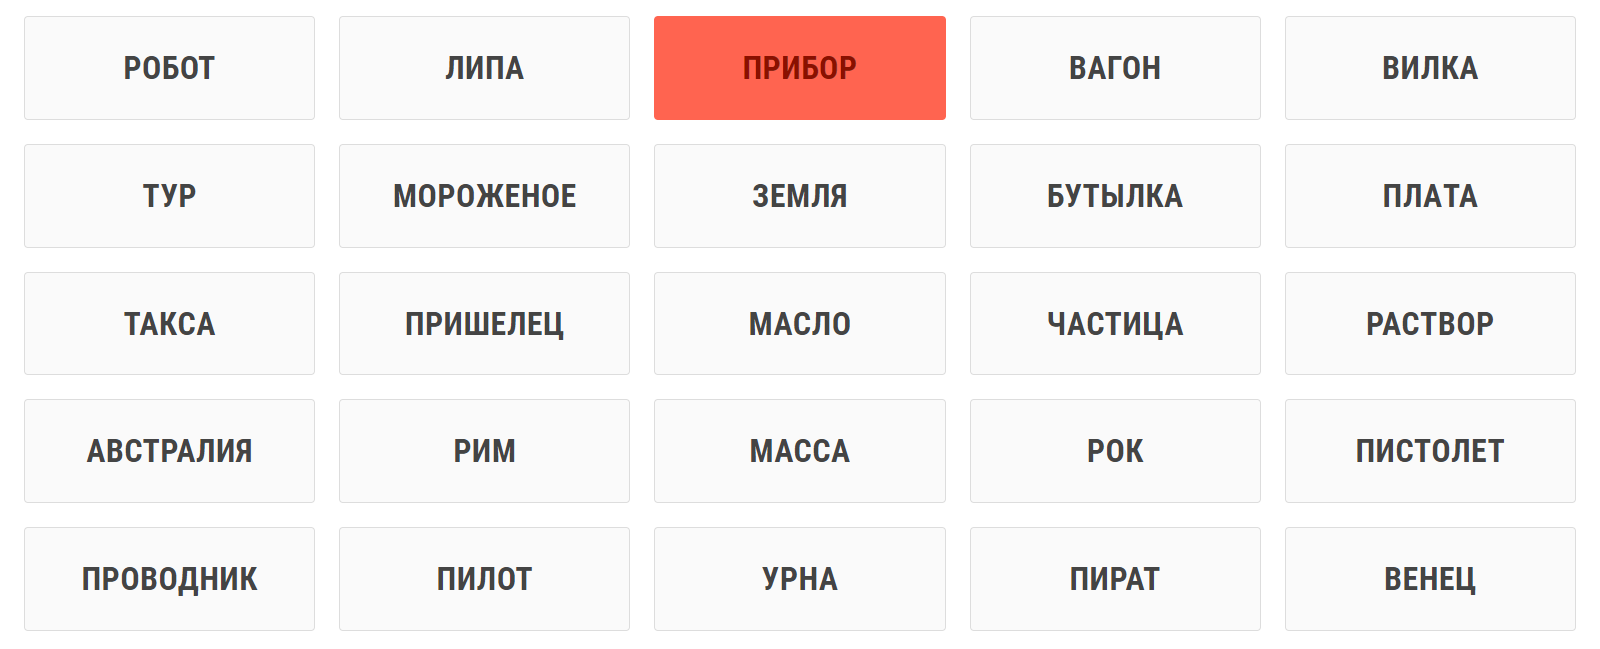 РОБОТ ЛИПА ПРИБОР ВАГОН ВИЛКА
ТУР МОРОЖЕНОЕ ЗЕМЛЯ БУТЫЛКА ПЛАТА
ТАКСА ПРИШЕЛЕЦ МАСЛО ЧАСТИЦА РАСТВОР
АВСТРАЛИЯ РИМ МАССА РОК ПИСТОЛЕТ
ПРОВОДНИК ПИЛОТ УРНА ПИРАТ ВЕНЕЦ